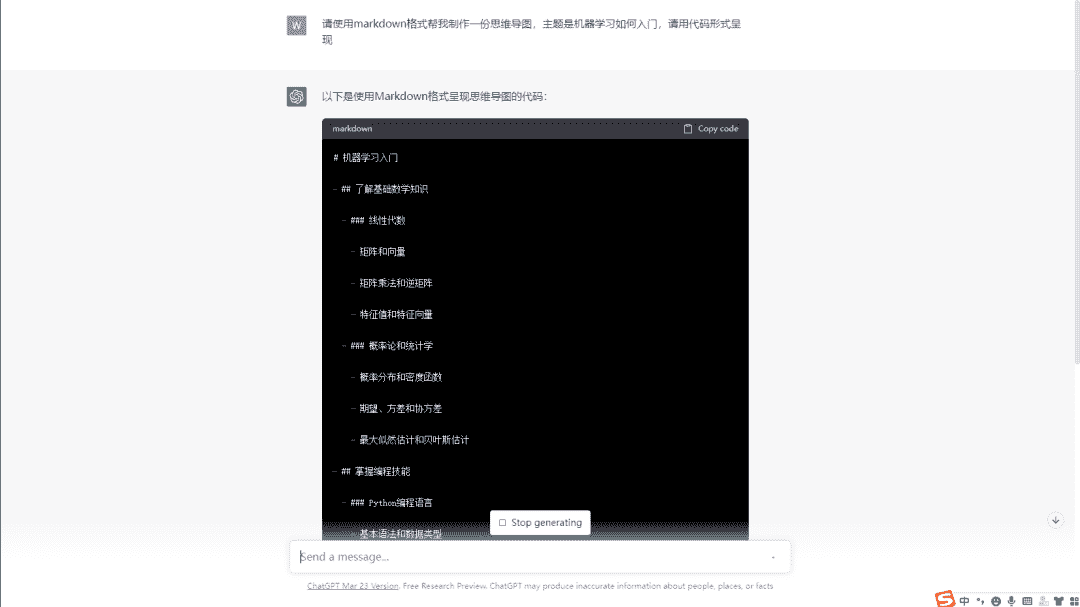 W
请使用markdown格式帮我制作一份思维导图，主题是机器学习如何入门，请用代码形式呈
现
以下是使用Markdown格式呈现思维导图的代码：
markdown
Copy code
# 机器学习入门
- ## 了解基础数学知识
- ### 线性代数
- 矩阵和向量
- 矩阵乘法和逆矩阵
- 特征值和特征向量
- ### 概率论和统计学
- 概率分布和密度函数
- 期望、方差和协方差
- 最大似然估计和贝叶斯估计
- ## 掌握编程技能
- ### Python编程语言
- 基本语法和数据类型
Stop generating
Send a message...
ChatGPT Mar 23 Version. Free Research Preview. ChatGPT may produce inaccurate information about people, places, or facts
S 中